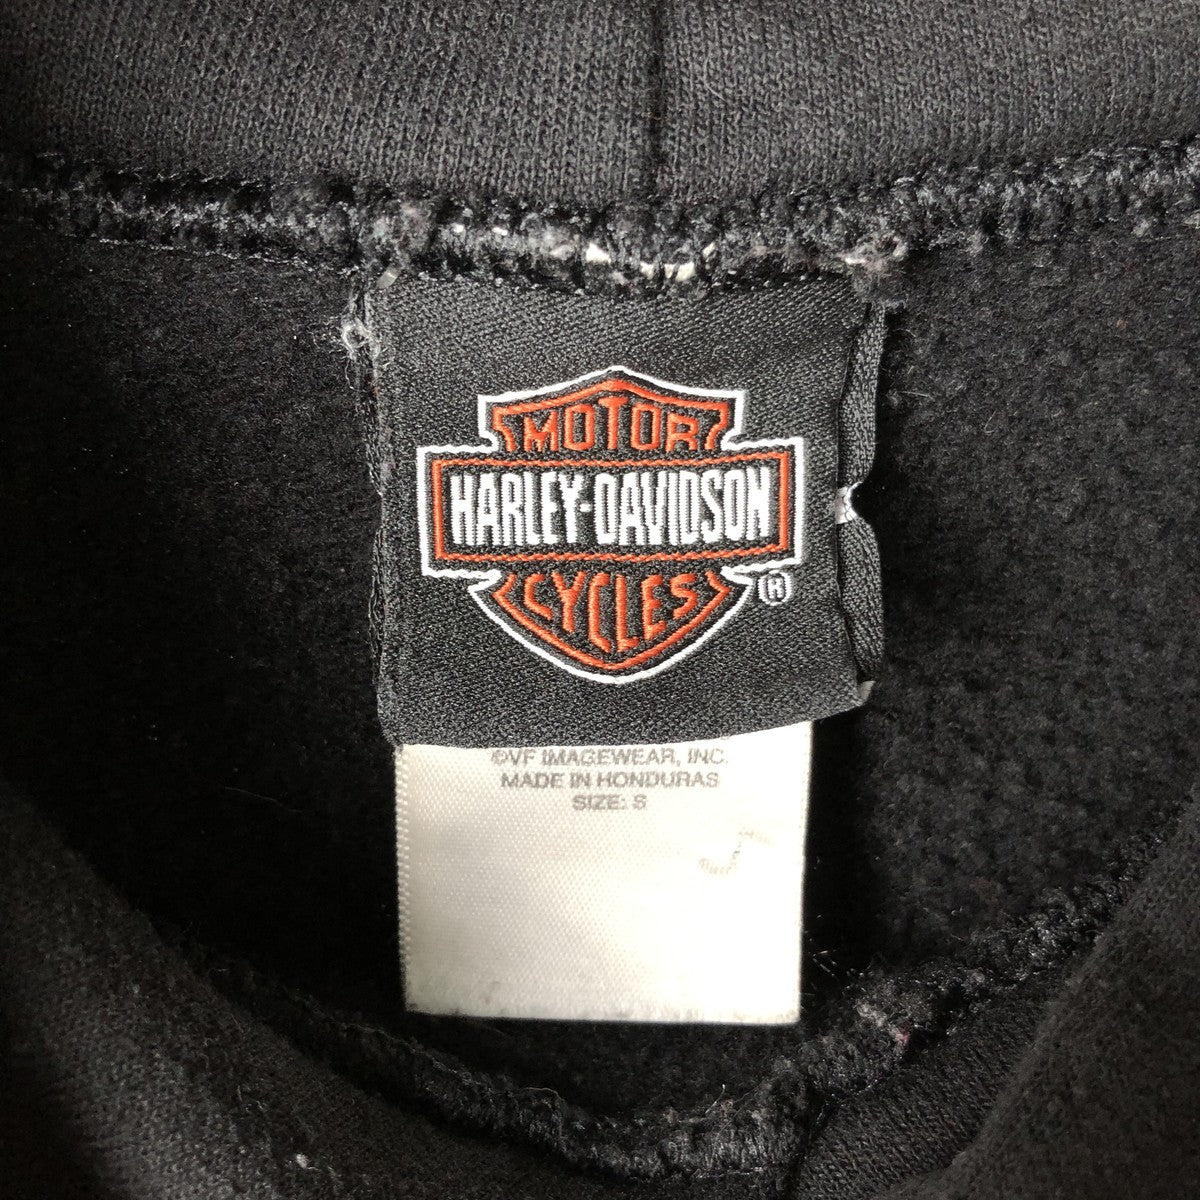 MOTOR
HARLEY-DAVIDSON
CYCLES ®
©VF IMAGEWEAR, INC.
MADE IN HONDURAS
SIZE: S